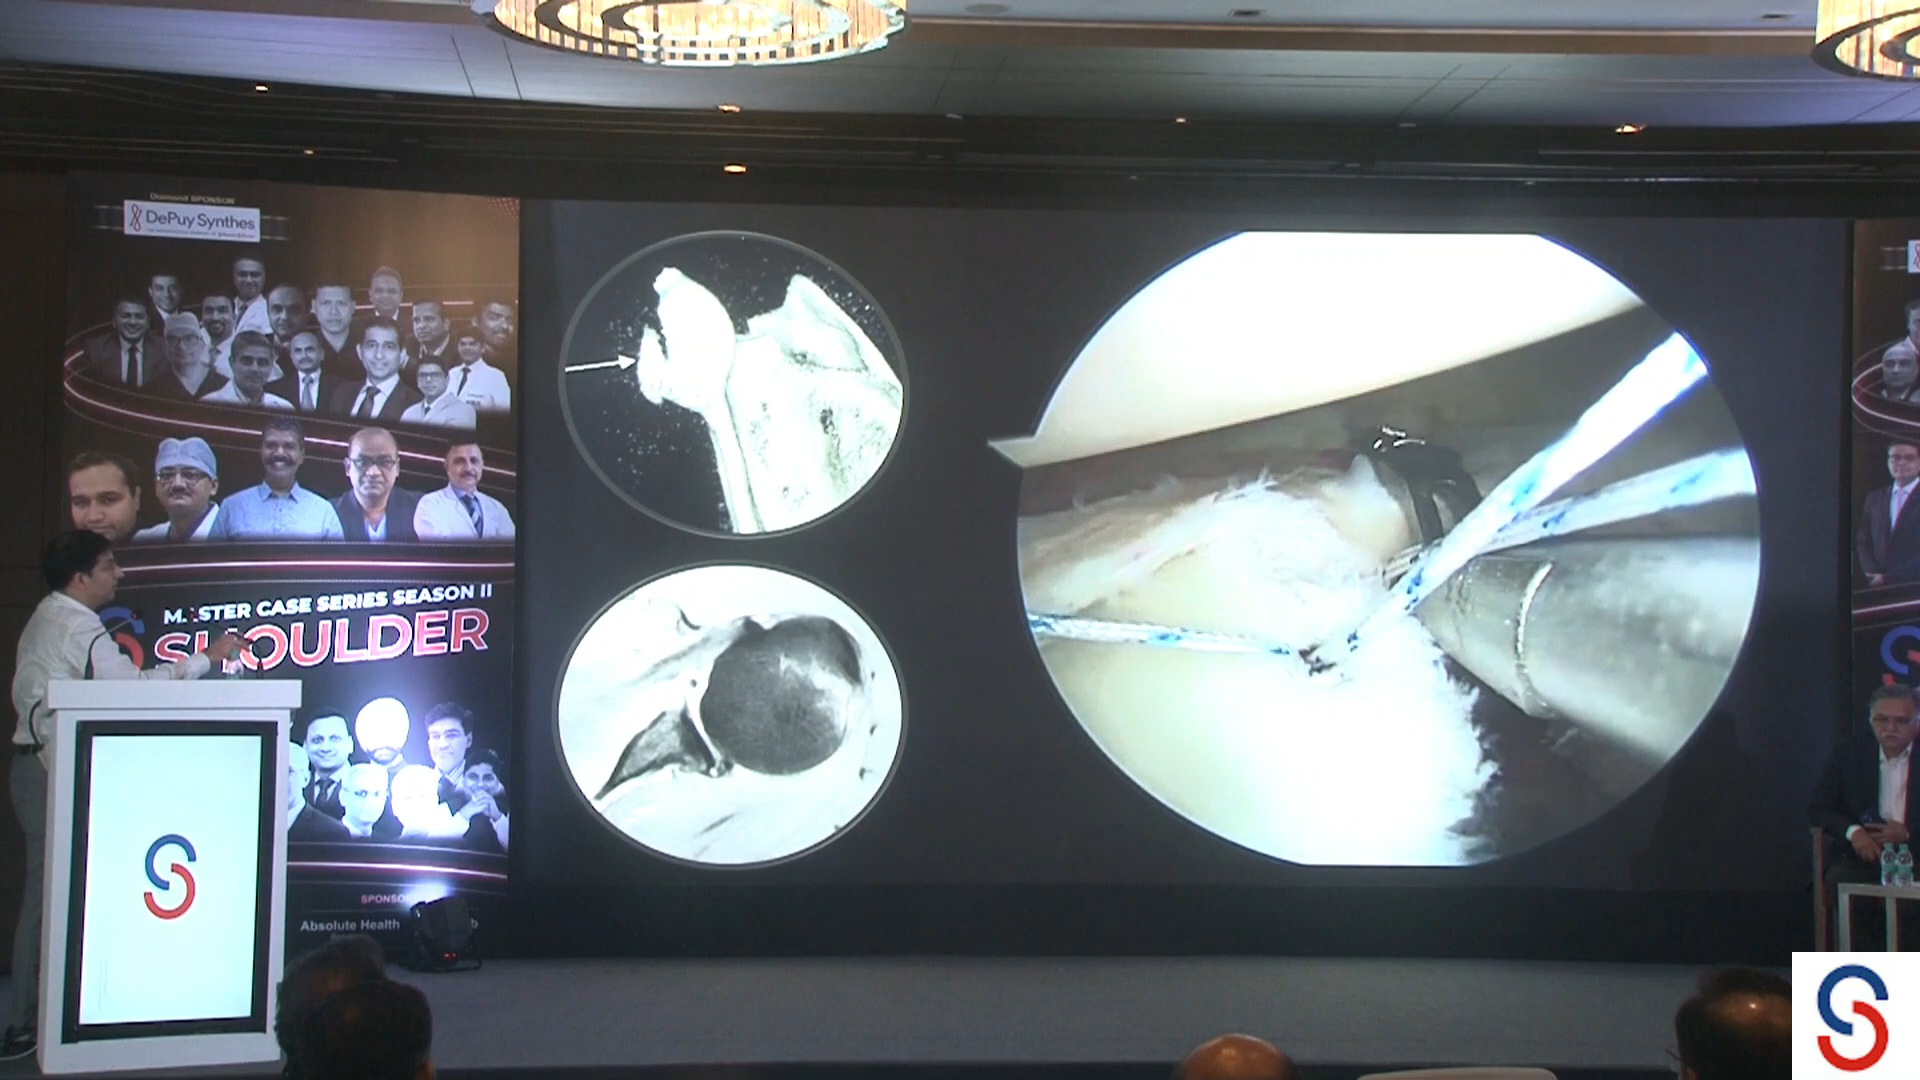 Diamond SPONSOR
DePuy Synthes
M STER CASE SERIES SEASON II
SHOULDER
SPONSO
Absolute Health
b